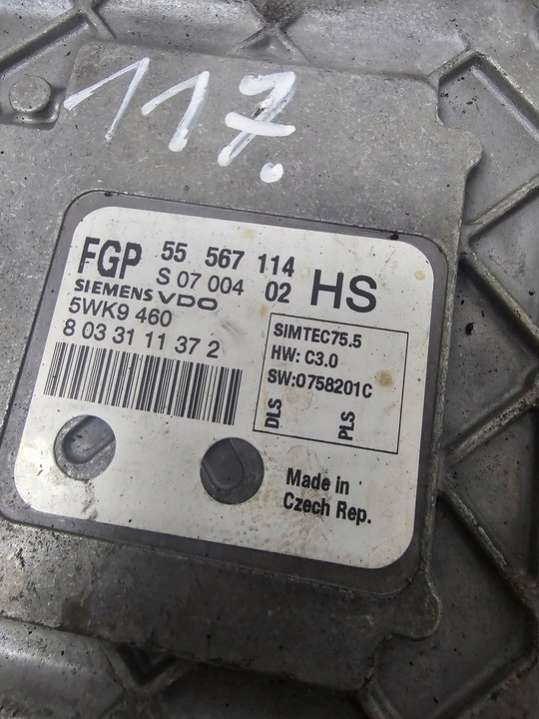 117.
FGP 55 567 114
S 07 004 02 HS
SIEMENS VDO
5WK9 460
8 03 31 11 37 2
SIMTEC75.5
HW: C3.0
SW:0758201C
DLS PLS
Made in
Czech Rep.